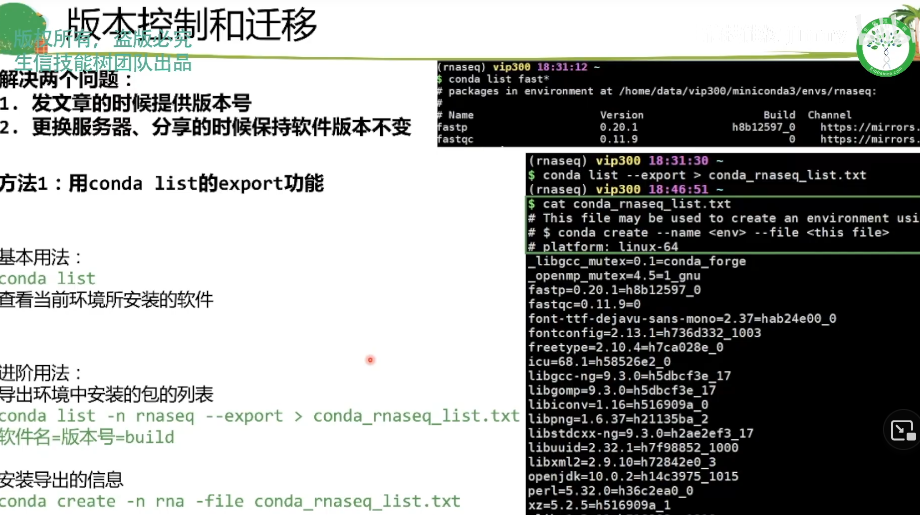 版本控制和迁移
版权所有，盗版必究
生信技能树团队出品
解决两个问题：
1. 发文章的时候提供版本号
2. 更换服务器、分享的时候保持软件版本不变
方法1：用conda list的export功能
基本用法：
conda list
查看当前环境所安装的软件
进阶用法：
导出环境中安装的包的列表
conda list -n rnaseq --export > conda_rnaseq_list.txt
软件名=版本号=build
安装导出的信息
conda create -n rna -file conda_rnaseq_list.txt
(rnaseq) vip300 18:31:12 ~
$ conda list fast*
# packages in environment at /home/data/vip300/miniconda3/envs/rnaseq:
#
# Name Version Build Channel
fastp 0.20.1 h8b12597_0 https://mirrors.
fastqc 0.11.9 0 https://mirrors.
(rnaseq) vip300 18:31:30 ~
$ conda list --export > conda_rnaseq_list.txt
(rnaseq) vip300 18:46:51 ~
$ cat conda_rnaseq_list.txt
# This file may be used to create an environment usi
# $ conda create --name <env> --file <this file>
# platform: linux-64
_libgcc_mutex=0.1=conda_forge
_openmp_mutex=4.5=1_gnu
fastp=0.20.1=h8b12597_0
fastqc=0.11.9=0
font-ttf-dejavu-sans-mono=2.37=hab24e00_0
fontconfig=2.13.1=h736d332_1003
freetype=2.10.4=h7ca028e_0
icu=68.1=h58526e2_0
libgcc-ng=9.3.0=h5dbcf3e_17
libgomp=9.3.0=h5dbcf3e_17
libiconv=1.16=h516909a_0
libpng=1.6.37=h21135ba_2
libstdcxx-ng=9.3.0=h2ae2ef3_17
libuuid=2.32.1=h7f98852_1000
libxml2=2.9.10=h72842e0_3
openjdk=10.0.2=h14c3975_1015
perl=5.32.0=h36c2ea0_0
xz=5.2.5=h516909a_1